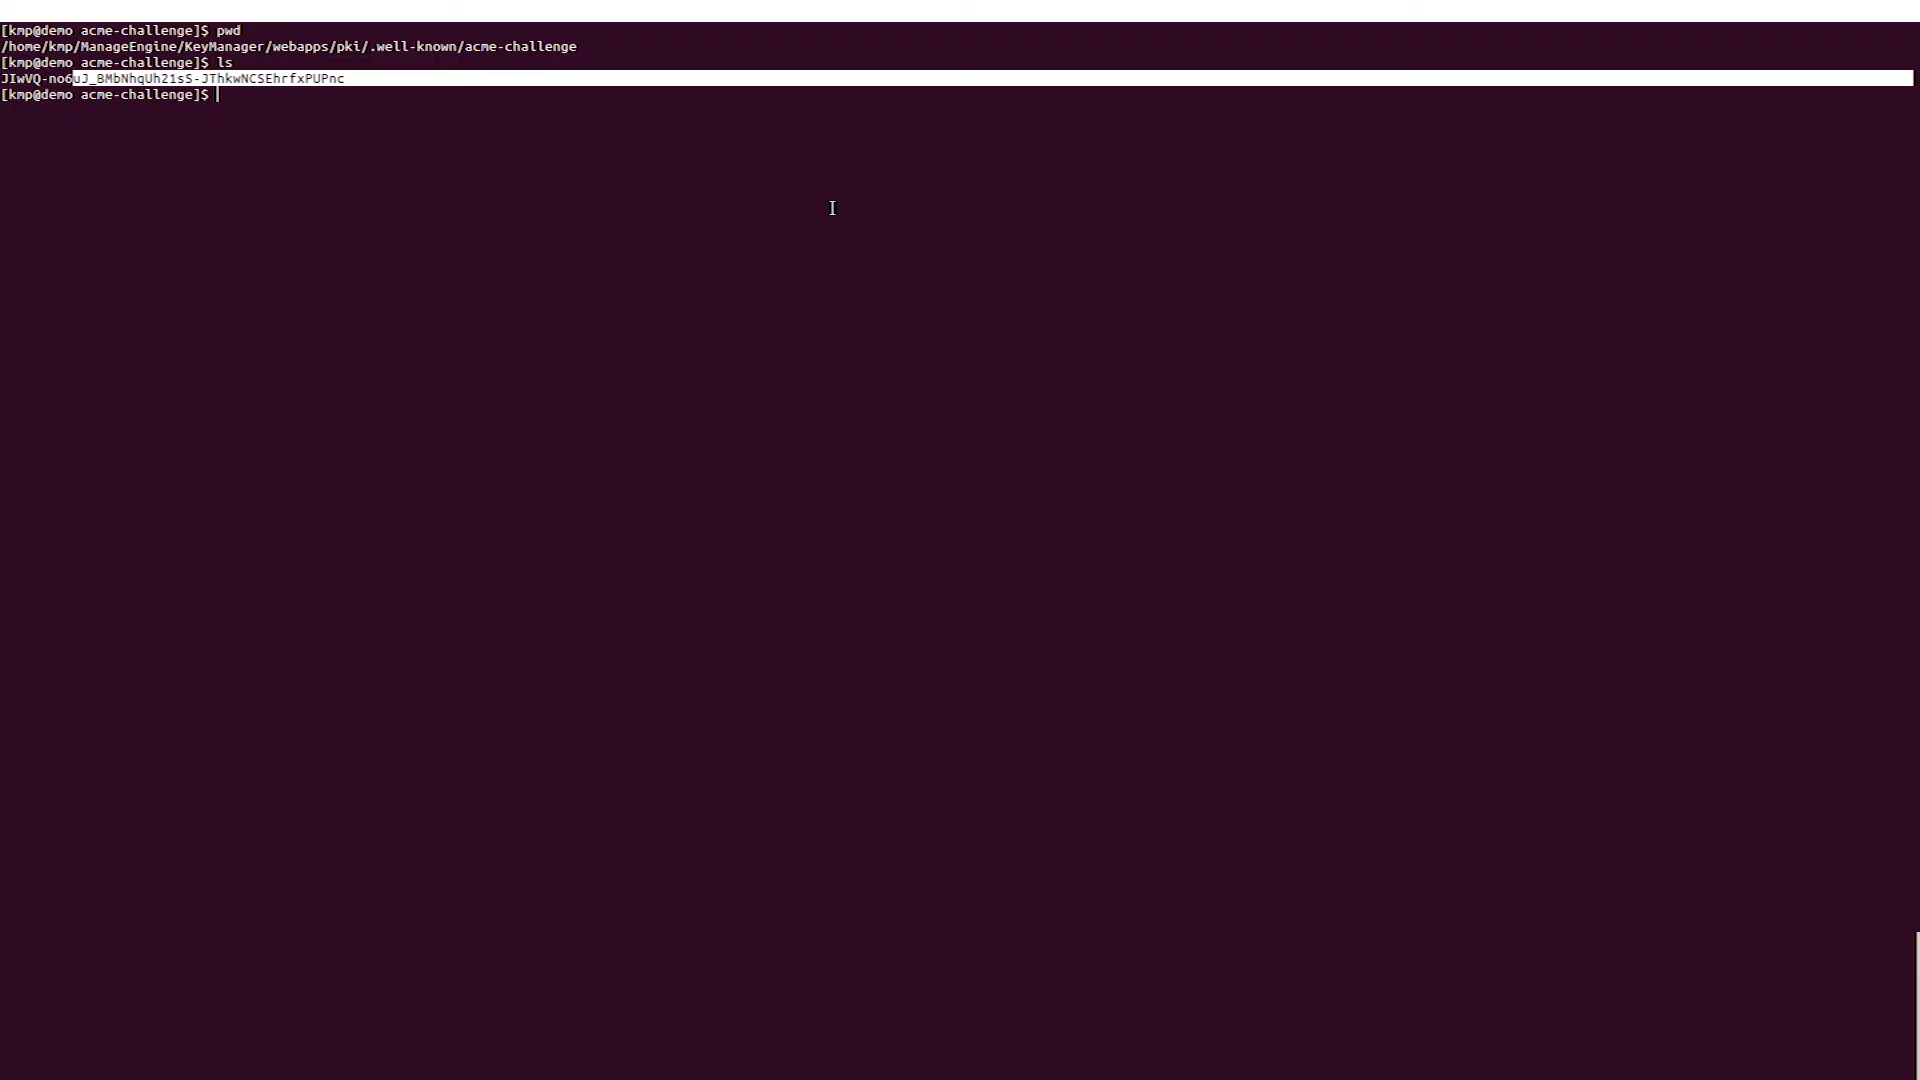 [kmp@demo acme-challenge]$ pwd
/home/kmp/ManageEngine/KeyManager/webapps/pki/.well-known/acme-challenge
[kmp@demo acme-challenge]$ ls
JIwVQ-no6uJ_BMbNhqUh21sS-JThkwNCSEhrfxPUPnc
[kmp@demo acme-challenge]$